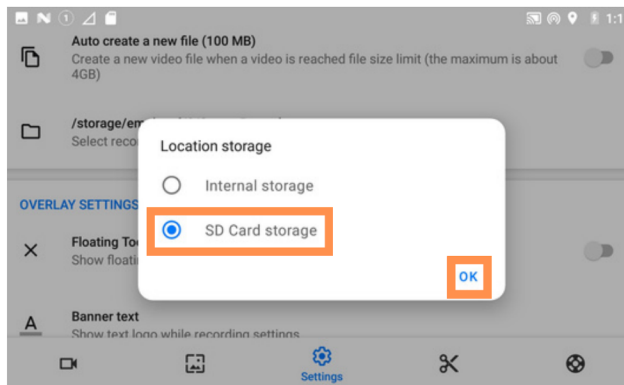 1:1
Auto create a new file (100 MB)
Create a new video file when a video is reached file size limit (the maximum is about
4GB)
/storage/em
Select reco
Location storage
Internal storage
SD Card storage
OK
OVERLAY SETTINGS
Floating To
Show floati
Banner text
Show text logo while recording settings
Settings